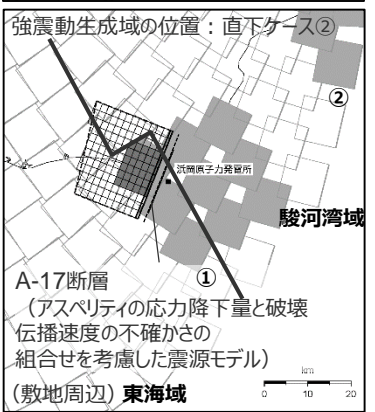 強震動生成域の位置：直下ケース②
②
浜岡原子力発電所
駿河湾域
①
A-17断層
（アスペリティの応力降下量と破壊
伝播速度の不確かさの
組合せを考慮した震源モデル）
（敷地周辺）東海域
km
0 10 20